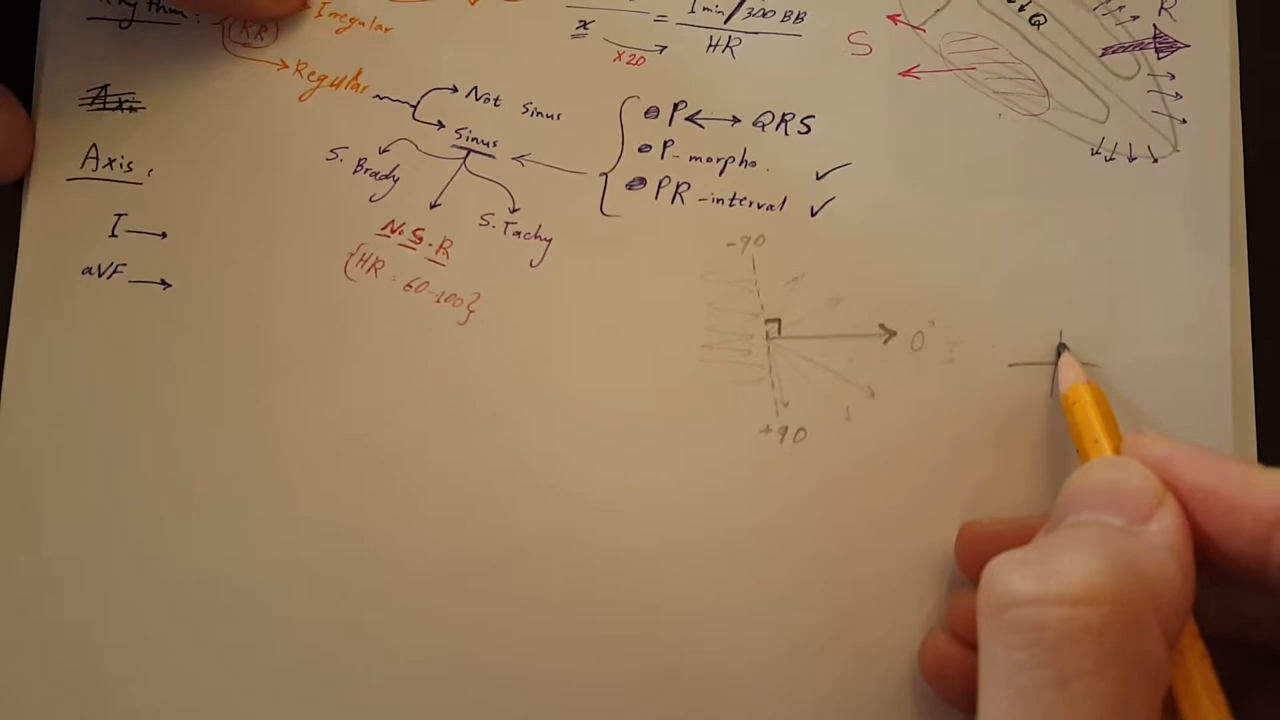 RR
Irregular
Regular
x
x20
1 min/300 BB
=
HR
Q
R
S
Not Sinus
Sinus
P ↔ QRS
P-morpho. ✓
PR-interval ✓
S. Brady
N.S.R
{HR = 60-100}
S. Tachy
Axis.
I →
aVF →
-90
0°
I
+90